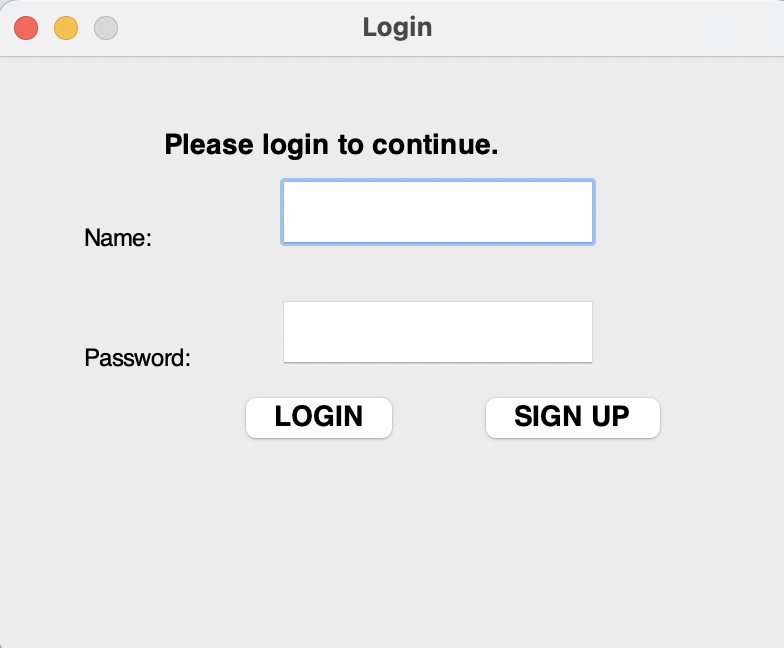 Login
Please login to continue.
Name:
Password:
LOGIN SIGN UP